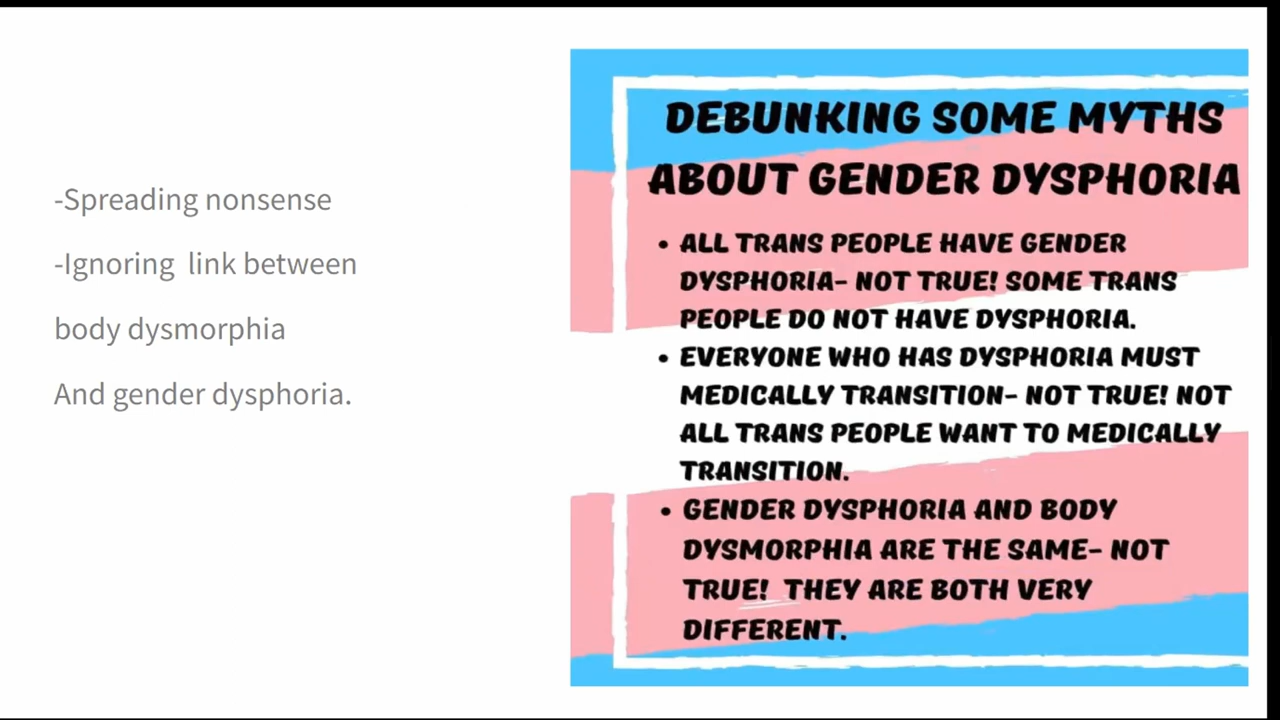 -Spreading nonsense
-Ignoring  link between
body dysmorphia
And gender dysphoria.
DEBUNKING SOME MYTHS
ABOUT GENDER DYSPHORIA
• ALL TRANS PEOPLE HAVE GENDER
DYSPHORIA- NOT TRUE! SOME TRANS
PEOPLE DO NOT HAVE DYSPHORIA.
• EVERYONE WHO HAS DYSPHORIA MUST
MEDICALLY TRANSITION- NOT TRUE! NOT
ALL TRANS PEOPLE WANT TO MEDICALLY
TRANSITION.
• GENDER DYSPHORIA AND BODY
DYSMORPHIA ARE THE SAME- NOT
TRUE!  THEY ARE BOTH VERY
DIFFERENT.